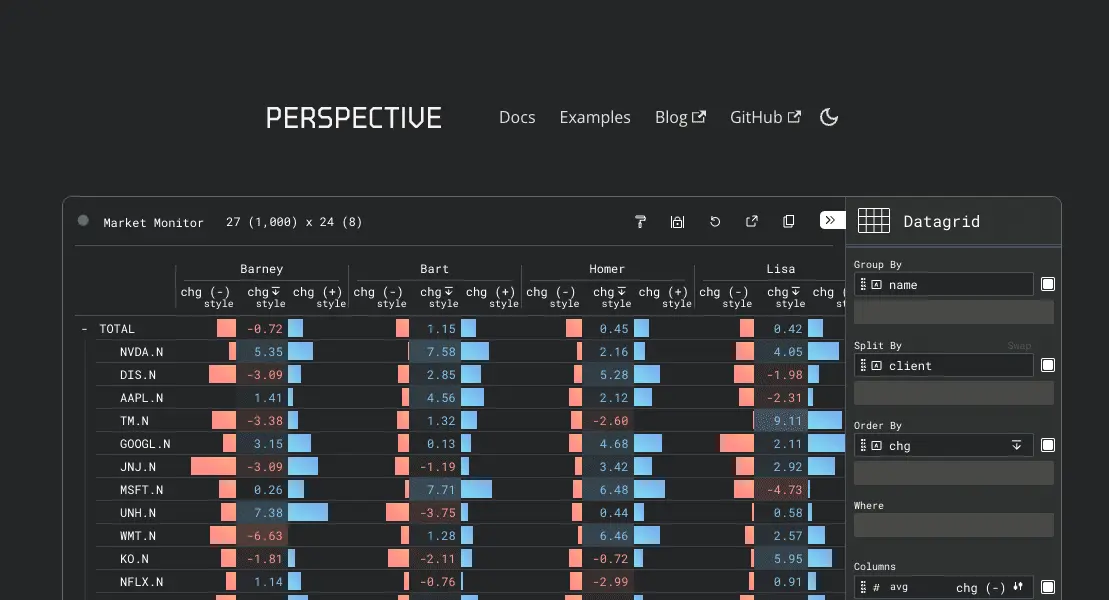 PERSPECTIVE Docs Examples Blog GitHub
Market Monitor 27 (1,000) x 24 (8) Datagrid
Barney Bart Homer Lisa
chg (-) chg chg (+) chg (-) chg chg (+) chg (-) chg chg (+) chg (-) chg chg
style style style style style style style style style style style
- TOTAL -0.72 1.15 0.45 0.42
NVDA.N 5.35 7.58 2.16 4.05
DIS.N -3.09 2.85 5.28 -1.98
AAPL.N 1.41 4.56 2.12 -2.31
TM.N -3.38 1.32 -2.60 9.11
GOOGL.N 3.15 0.13 4.68 2.11
JNJ.N -3.09 -1.19 3.42 2.92
MSFT.N 0.26 7.71 6.48 -4.73
UNH.N 7.38 -3.75 0.44 0.58
WMT.N -6.63 1.28 6.46 2.57
KO.N -1.81 -2.11 -0.72 5.95
NFLX.N 1.14 -0.76 -2.99 0.91
Group By
A name
Split By Swap
A client
Order By
A chg
Where
Columns
# avg chg (-)